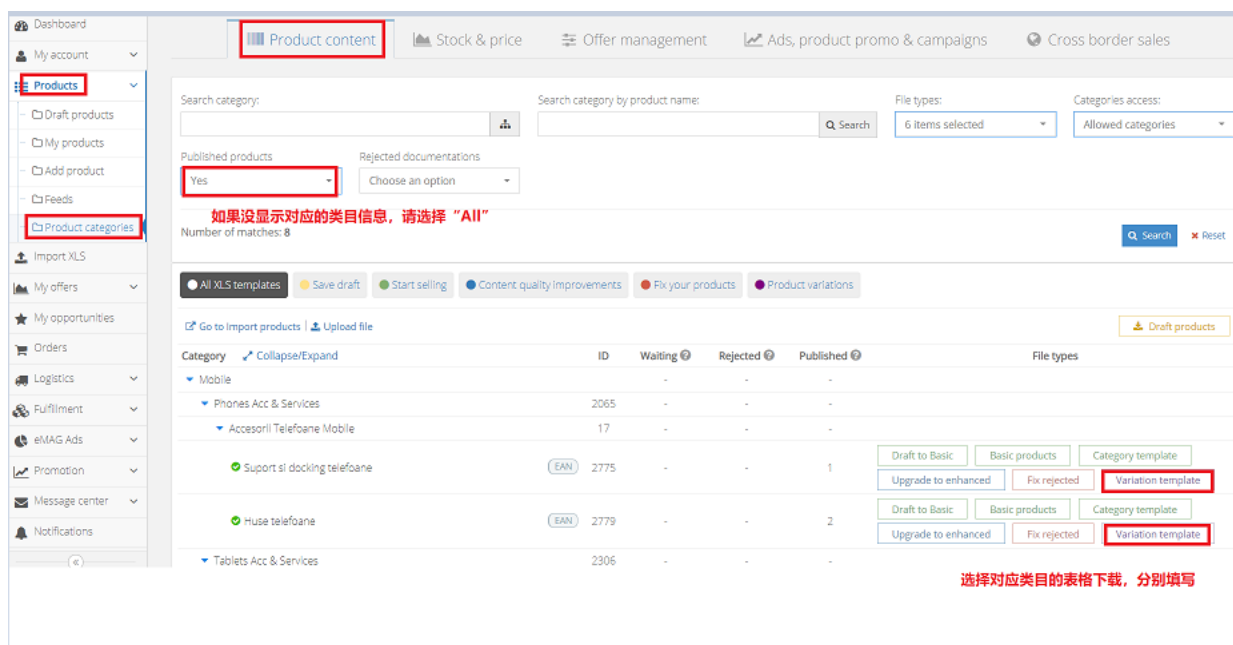 Dashboard
My account
Products
Draft products
My products
Add product
Feeds
Product categories
Import XLS
My offers
My opportunities
Orders
Logistics
Fulfilment
eMAG Ads
Promotion
Message center
Notifications
Product content
Stock & price
Offer management
Ads, product promo & campaigns
Cross border sales
Search category:
Search category by product name:
File types:
Categories access:
Search
6 items selected
Allowed categories
Published products
Rejected documentations
Yes
Choose an option
如果没显示对应的类目信息，请选择 “All”
Number of matches: 8
Search
Reset
All XLS templates
Save draft
Start selling
Content quality improvements
Fix your products
Product variations
Go to Import products | Upload file
Draft products
Category Collapse/Expand ID Waiting Rejected Published File types
Mobile - - -
Phones Acc & Services 2065 - - -
Accesorii Telefoane Mobile 17 - - -
Suport si docking telefoane EAN 2775 - - 1
Draft to Basic Basic products Category template
Upgrade to enhanced Fix rejected Variation template
Huse telefoane EAN 2779 - - 2
Draft to Basic Basic products Category template
Upgrade to enhanced Fix rejected Variation template
Tablets Acc & Services 2306 - - -
选择对应类目的表格下载，分别填写